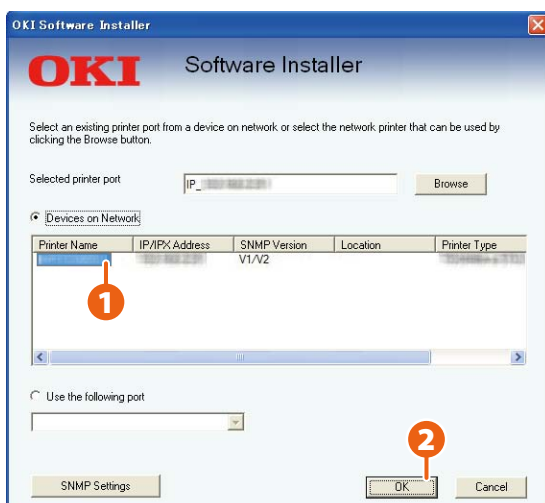 OKI Software Installer
OKI Software Installer
Select an existing printer port from a device on network or select the network printer that can be used by
clicking the Browse button.
Selected printer port IP_ Browse
Devices on Network
Printer Name IP/IPX Address SNMP Version Location Printer Type
V1/V2
1
Use the following port
2
SNMP Settings OK Cancel